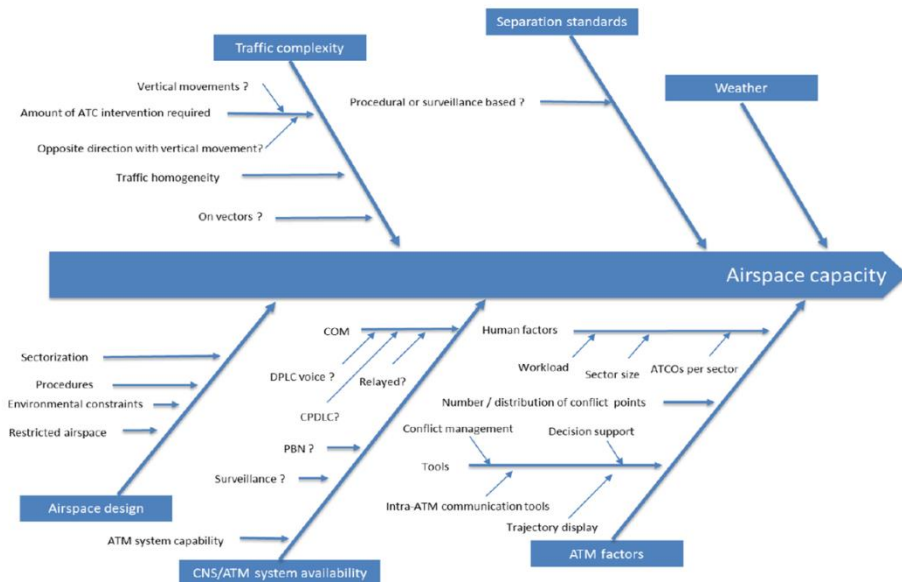 Separation standards
Traffic complexity
Weather
Vertical movements ?
Procedural or surveillance based ?
Amount of ATC intervention required
Opposite direction with vertical movement?
Traffic homogeneity
On vectors ?
Airspace capacity
COM
Human factors
Sectorization
DPLC voice ?
Relayed?
Workload
Sector size
ATCOs per sector
Procedures
Environmental constraints
CPDLC?
Number / distribution of conflict points
Restricted airspace
Conflict management
Decision support
PBN ?
Tools
Surveillance ?
Intra-ATM communication tools
Airspace design
Trajectory display
ATM system capability
ATM factors
CNS/ATM system availability